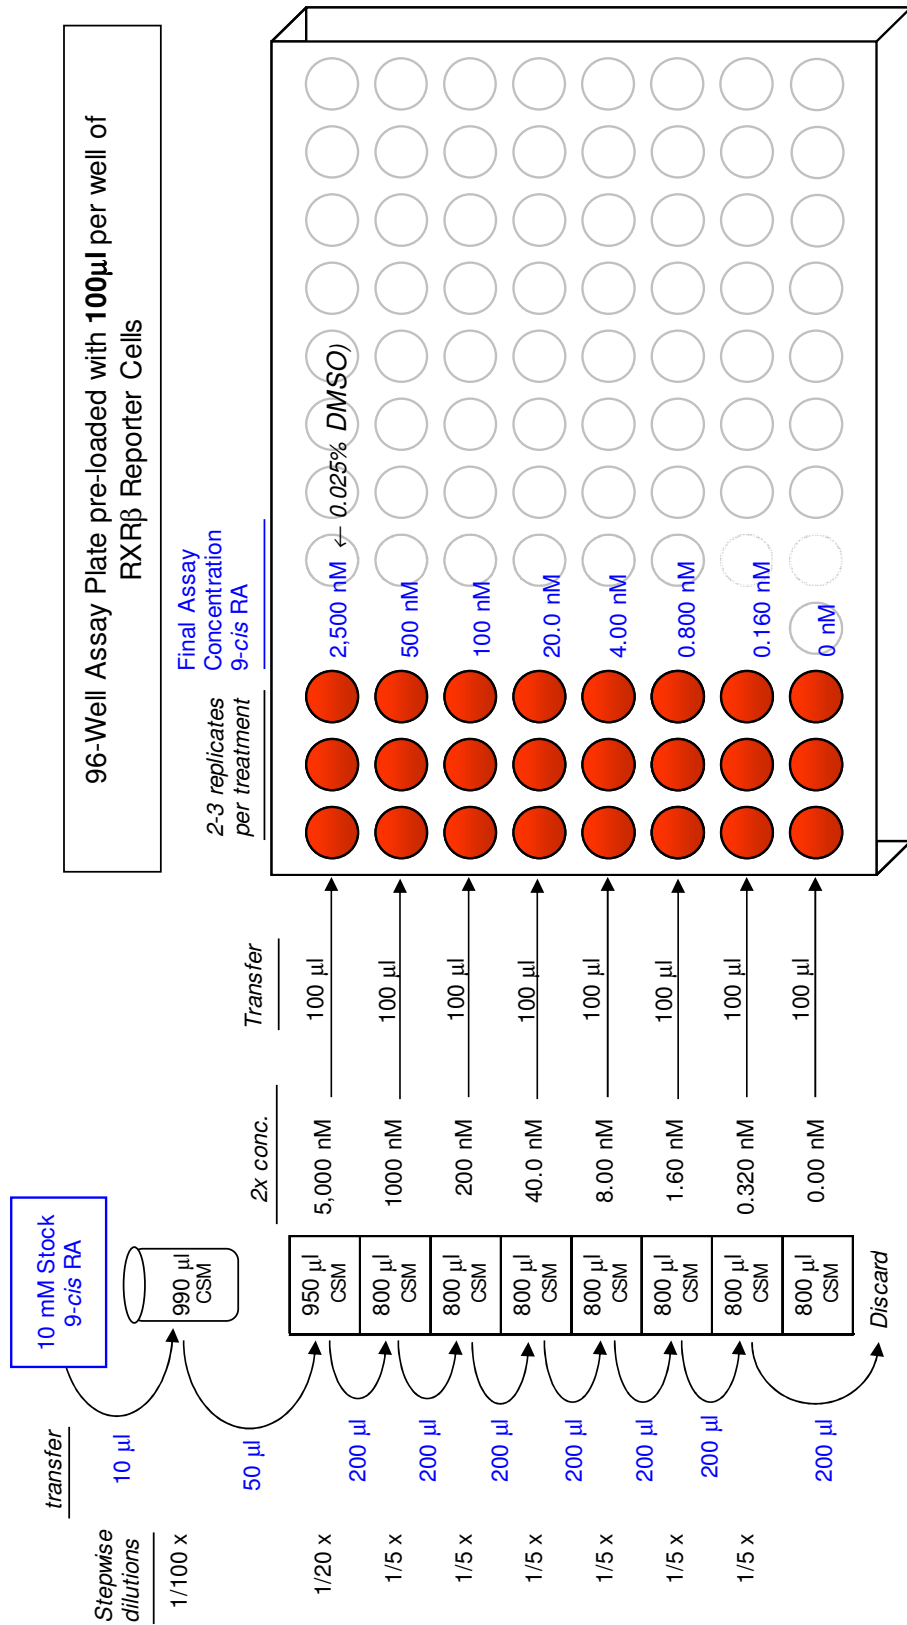 96-Well Assay Plate pre-loaded with 100µl per well of
RXRβ Reporter Cells
Stepwise
dilutions
1/100 x
1/20 x
1/5 x
1/5 x
1/5 x
1/5 x
1/5 x
1/5 x
transfer
10 µl
50 µl
200 µl
200 µl
200 µl
200 µl
200 µl
200 µl
200 µl
10 mM Stock
9-cis RA
990 µl
CSM
950 µl
CSM
800 µl
CSM
800 µl
CSM
800 µl
CSM
800 µl
CSM
800 µl
CSM
800 µl
CSM
800 µl
CSM
Discard
2x conc.
5,000 nM
1000 nM
200 nM
40.0 nM
8.00 nM
1.60 nM
0.320 nM
0.00 nM
Transfer
100 µl
100 µl
100 µl
100 µl
100 µl
100 µl
100 µl
100 µl
2-3 replicates
per treatment
Final Assay
Concentration
9-cis RA
2,500 nM ← 0.025% DMSO)
500 nM
100 nM
20.0 nM
4.00 nM
0.800 nM
0.160 nM
0 nM